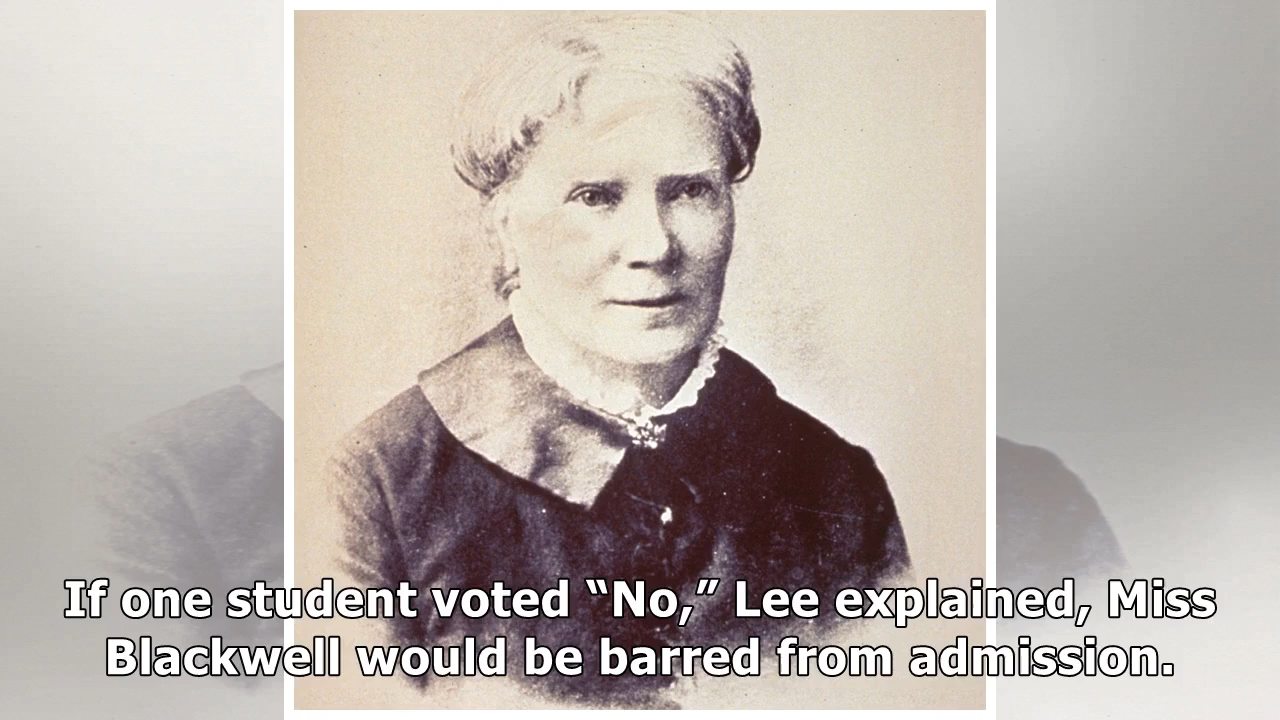 If one student voted “No,” Lee explained, Miss
Blackwell would be barred from admission.